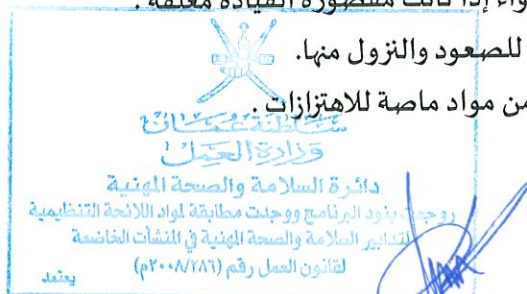 إذا كانت مقصورة القيادة مغلقة .
للصعود والنزول منها.
من مواد ماصة للاهتزازات .
سلطنة عمان
وزارة العمل
دائرة السلامة والصحة المهنية
روجعت بنود البرنامج ووجدت مطابقة لمواد اللائحة التنظيمية
لتدابير السلامة والصحة المهنية في المنشآت الخاضعة
لقانون العمل رقم (٢٠٠٨/٢٨٦م)
يعتمد